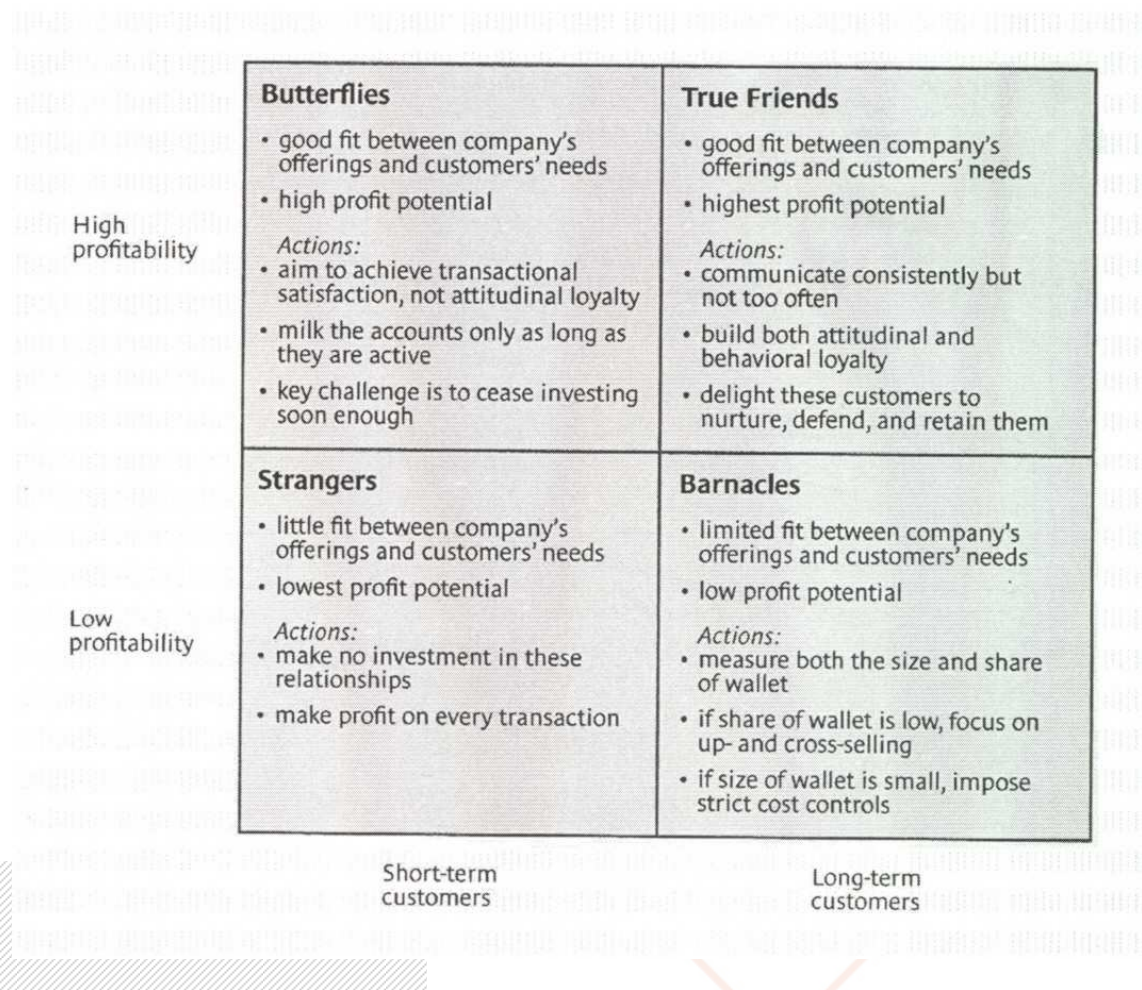 Butterflies
• good fit between company's
offerings and customers' needs
• high profit potential
Actions:
• aim to achieve transactional
satisfaction, not attitudinal loyalty
• milk the accounts only as long as
they are active
• key challenge is to cease investing
soon enough
True Friends
• good fit between company's
offerings and customers' needs
• highest profit potential
Actions:
• communicate consistently but
not too often
• build both attitudinal and
behavioral loyalty
• delight these customers to
nurture, defend, and retain them
High
profitability
Strangers
• little fit between company's
offerings and customers' needs
• lowest profit potential
Actions:
• make no investment in these
relationships
• make profit on every transaction
Barnacles
• limited fit between company's
offerings and customers' needs
• low profit potential
Actions:
• measure both the size and share
of wallet
• if share of wallet is low, focus on
up- and cross-selling
• if size of wallet is small, impose
strict cost controls
Low
profitability
Short-term
customers
Long-term
customers